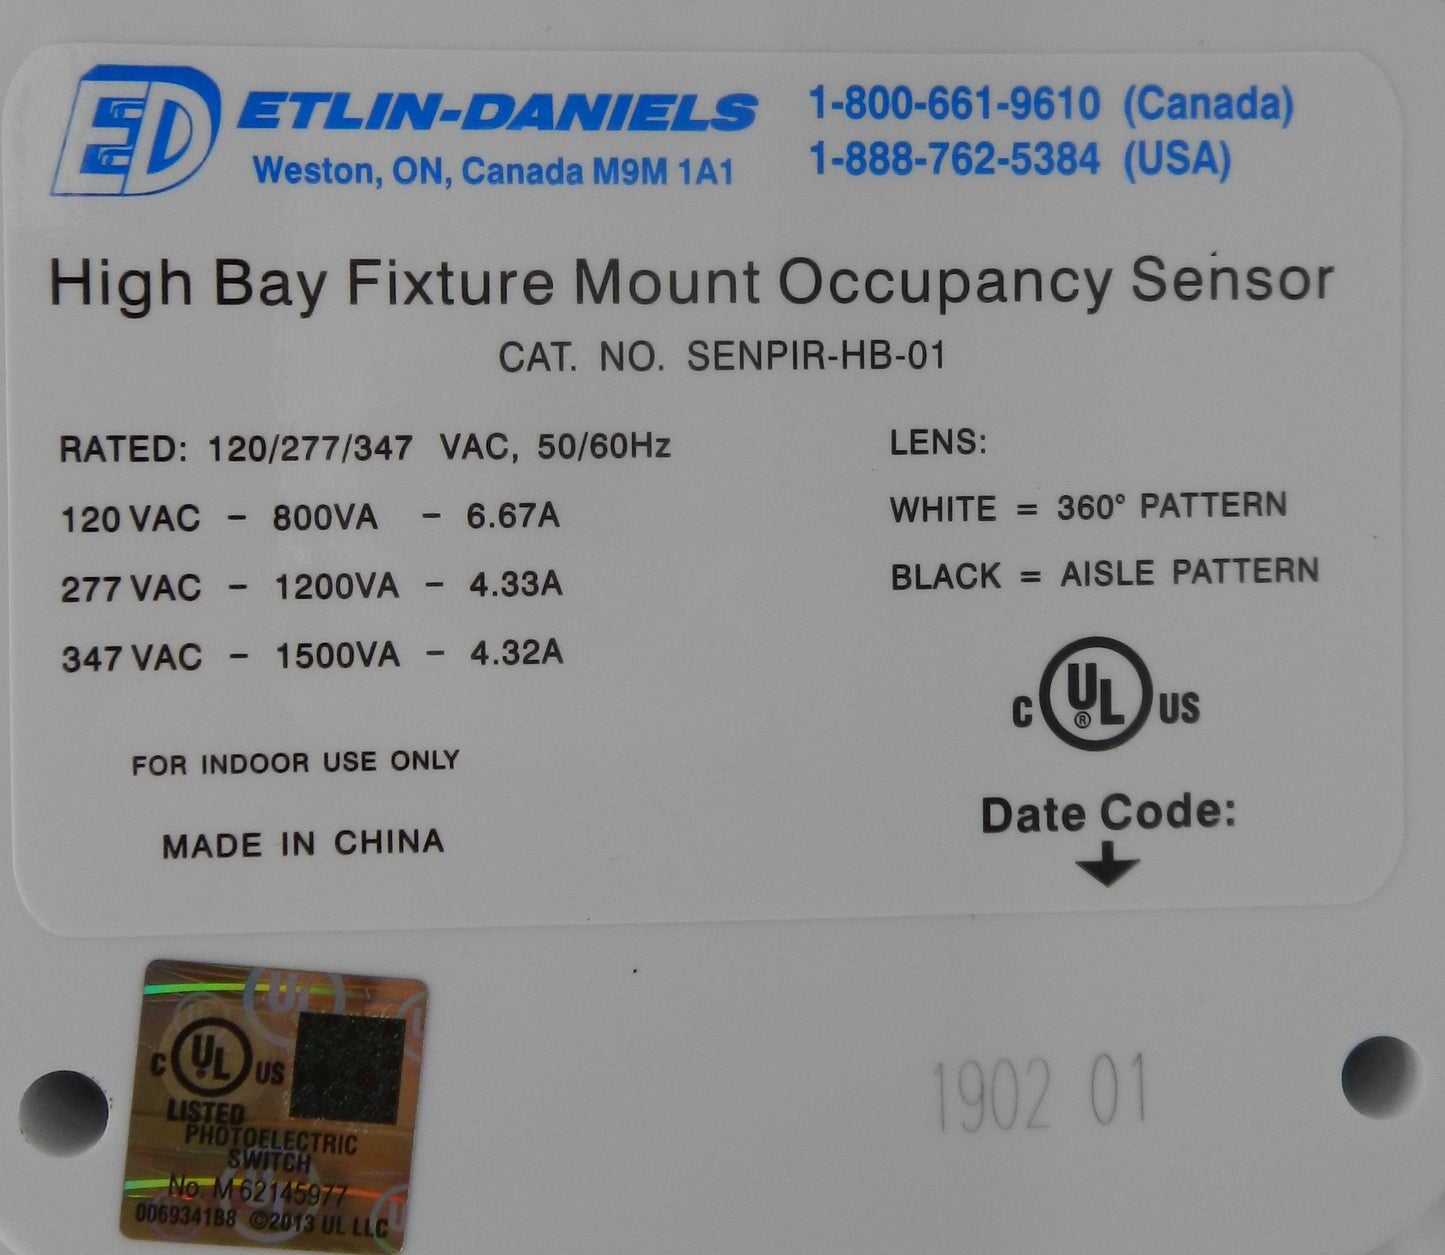 ED ETLIN-DANIELS
Weston, ON, Canada M9M 1A1
1-800-661-9610 (Canada)
1-888-762-5384 (USA)
High Bay Fixture Mount Occupancy Sensor
CAT. NO. SENPIR-HB-01
RATED: 120/277/347 VAC, 50/60Hz
120 VAC - 800VA - 6.67A
277 VAC - 1200VA - 4.33A
347 VAC - 1500VA - 4.32A
FOR INDOOR USE ONLY
MADE IN CHINA
LENS:
WHITE = 360° PATTERN
BLACK = AISLE PATTERN
C UL ® US
Date Code:
1902 01
UL
C UL US
LISTED
PHOTOELECTRIC
SWITCH
No. M 62145977
006934188 ©2013 UL LLC